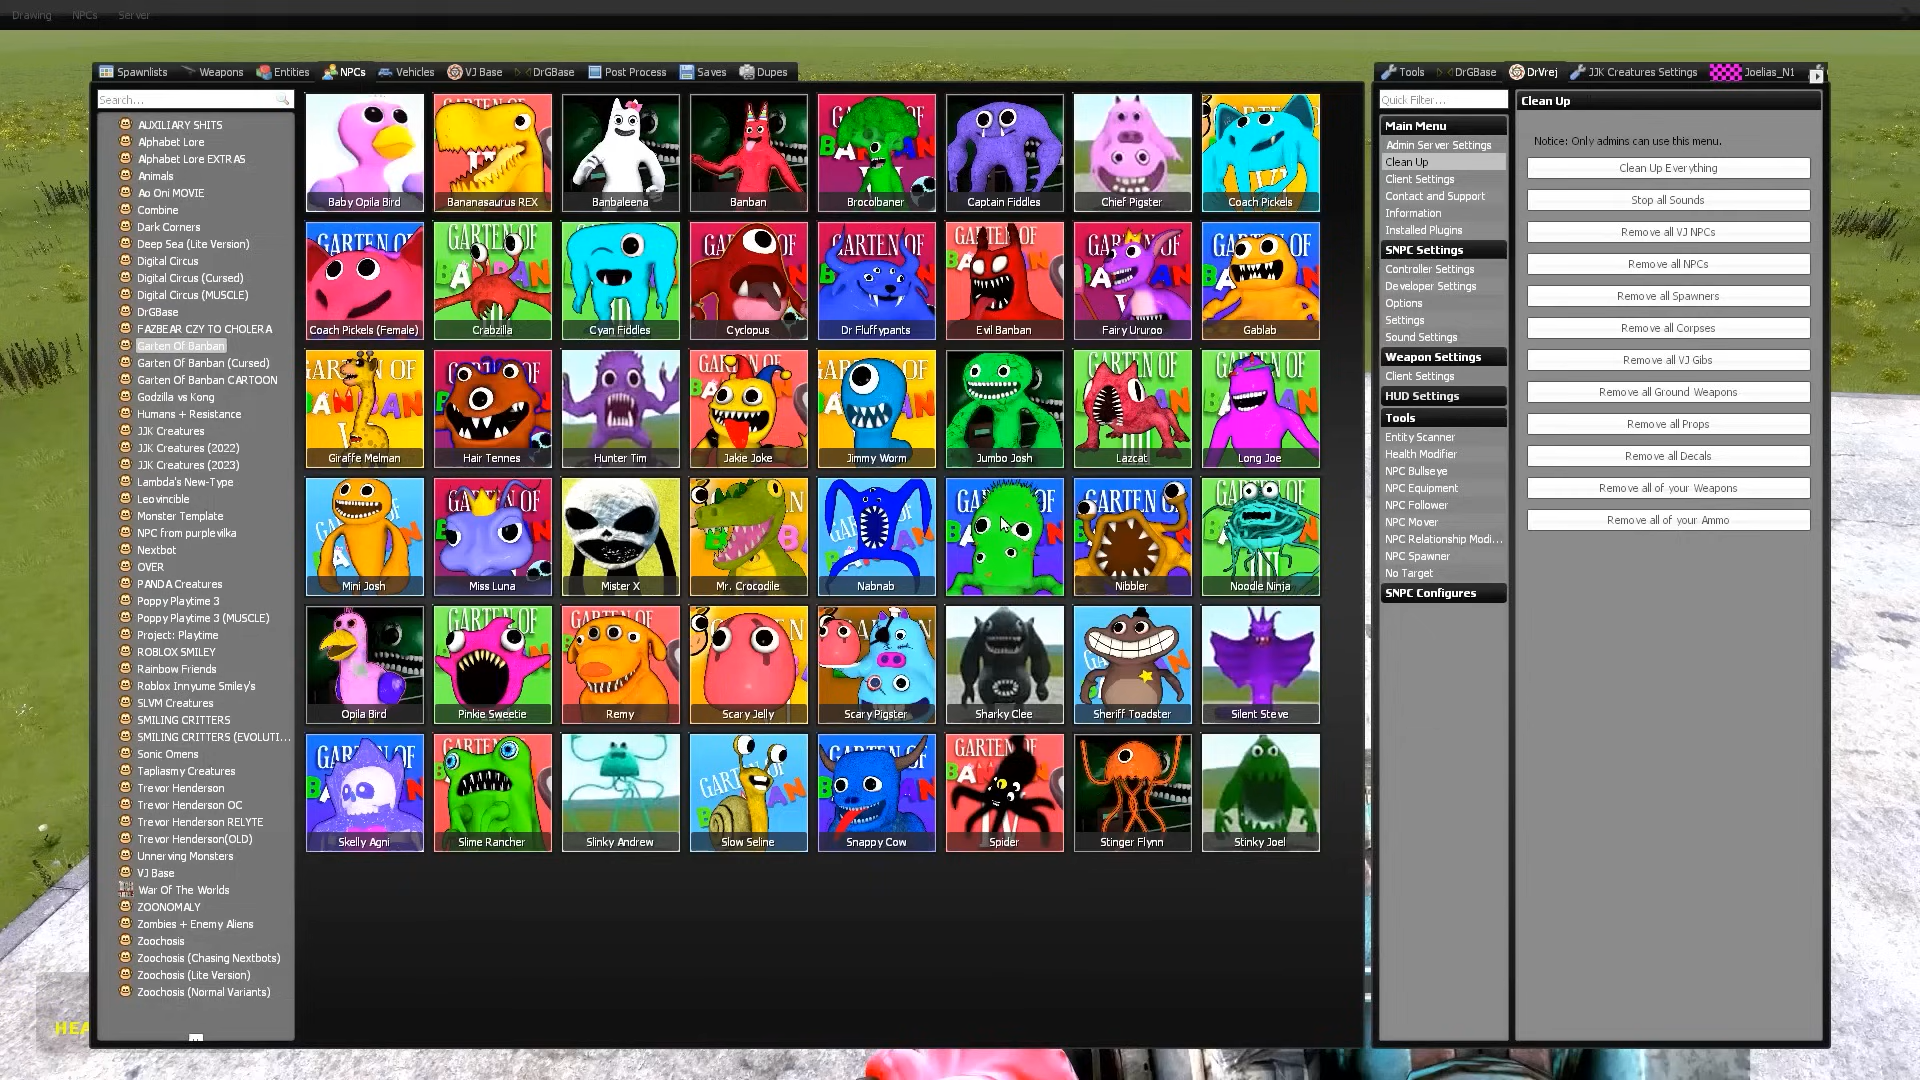 Drawing NPCs Server
Spawnlists Weapons Entities NPCs Vehicles VJ Base DrGBase Post Process Saves Dupes
Search...
AUXILIARY SHITS
Alphabet Lore
Alphabet Lore EXTRAS
Animals
Ao Oni MOVIE
Combine
Dark Corners
Deep Sea (Lite Version)
Digital Circus
Digital Circus (Cursed)
Digital Circus (MUSCLE)
DrGBase
FAZBEAR CZY TO CHOLERA
Garten Of Banban
Garten Of Banban (Cursed)
Garten Of Banban CARTOON
Godzilla vs Kong
Humans + Resistance
JJK Creatures
JJK Creatures (2022)
JJK Creatures (2023)
Lambda's New-Type
Leovincible
Monster Template
NPC from purplevilka
Nextbot
OVER
PANDA Creatures
Poppy Playtime 3
Poppy Playtime 3 (MUSCLE)
Project: Playtime
ROBLOX SMILEY
Rainbow Friends
Roblox Innyume Smiley's
SLVM Creatures
SMILING CRITTERS
SMILING CRITTERS (EVOLUTI...
Sonic Omens
Tapliasmy Creatures
Trevor Henderson
Trevor Henderson OC
Trevor Henderson RELYTE
Trevor Henderson(OLD)
Unnerving Monsters
VJ Base
War Of The Worlds
ZOONOMALY
Zombies + Enemy Aliens
Zoochosis
Zoochosis (Chasing Nextbots)
Zoochosis (Lite Version)
Zoochosis (Normal Variants)
HEA
Baby Opila Bird Bananasaurus REX Banbaleena Banban Brocolbaner Captain Fiddles Chief Pigster Coach Pickels
Coach Pickels (Female) Crabzilla Cyan Fiddles Cyclopus Dr Fluffypants Evil Banban Fairy Ururoo Gablab
Giraffe Melman Hair Tennes Hunter Tim Jakie Joke Jimmy Worm Jumbo Josh Lazcat Long Joe
Mini Josh Miss Luna Mister X Mr. Crocodile Nabnab Nibbler Noodle Ninja
Opila Bird Pinkie Sweetie Remy Scary Jelly Scary Pigster Sharky Clee Sheriff Toadster Silent Steve
Skelly Agni Slime Rancher Slinky Andrew Slow Seline Snappy Cow Spider Stinger Flynn Stinky Joel
Tools DrGBase DrVrej JJK Creatures Settings Joelias_N1
Quick Filter...
Main Menu
Admin Server Settings
Clean Up
Client Settings
Contact and Support
Information
Installed Plugins
SNPC Settings
Controller Settings
Developer Settings
Options
Settings
Sound Settings
Weapon Settings
Client Settings
HUD Settings
Tools
Entity Scanner
Health Modifier
NPC Bullseye
NPC Equipment
NPC Follower
NPC Mover
NPC Relationship Modi...
NPC Spawner
No Target
SNPC Configures
Clean Up
Notice: Only admins can use this menu.
Clean Up Everything
Stop all Sounds
Remove all VJ NPCs
Remove all NPCs
Remove all Spawners
Remove all Corpses
Remove all VJ Gibs
Remove all Ground Weapons
Remove all Props
Remove all Decals
Remove all of your Weapons
Remove all of your Ammo